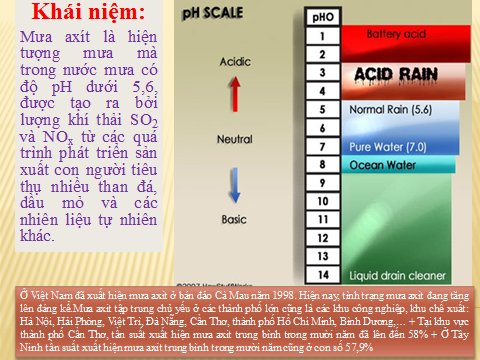 Khái niệm:
Mưa axít là hiện
tượng mưa mà
trong nước mưa có
độ pH dưới 5,6,
được tạo ra bởi
lượng khí thải SO2
và NOx từ các quá
trình phát triển sản
xuất con người tiêu
thụ nhiều than đá,
dầu mỏ và các
nhiên liệu tự nhiên
khác.
pH SCALE
Acidic
Neutral
Basic
pHO
1
2
3
4
5
6
7
8
9
10
11
12
13
14
Battery acid
ACID RAIN
Normal Rain (5.6)
Pure Water (7.0)
Ocean Water
Liquid drain cleaner
©2007 HowStuffWorks
Ở Việt Nam đã xuất hiện mưa axit ở bán đảo Cà Mau năm 1998. Hiện nay, tình trạng mưa axit đang tăng
lên đáng kể.Mưa axit tập trung chủ yếu ở các thành phố lớn cũng là các khu công nghiệp, khu chế xuất:
Hà Nội, Hải Phòng, Việt Trì, Đà Nẵng, Cần Thơ, thành phố Hồ Chí Minh, Bình Dương,... + Tại khu vực
thành phố Cần Thơ, tần suất xuất hiện mưa axit trung bình trong mười năm đã lên đến 58% + Ở Tây
Ninh tần suất xuất hiện mưa axit trung bình trong mười năm cũng ở con số 57,9%